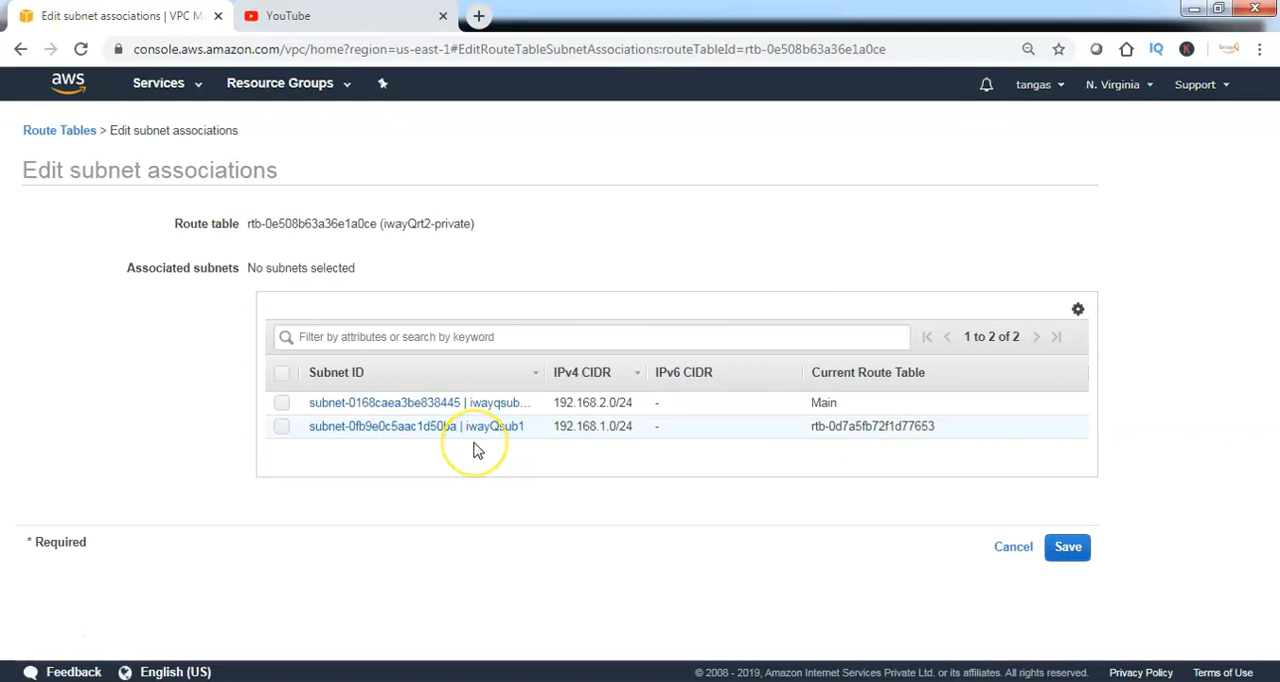 Edit subnet associations | VPC M
YouTube
console.aws.amazon.com/vpc/home?region=us-east-1#EditRouteTableSubnetAssociations:routeTableId=rtb-0e508b63a36e1a0ce
IQ
K
aws
Services
Resource Groups
tangas
N. Virginia
Support
Route Tables > Edit subnet associations
Edit subnet associations
Route table rtb-0e508b63a36e1a0ce (iwayQrt2-private)
Associated subnets No subnets selected
Filter by attributes or search by keyword
1 to 2 of 2
Subnet ID IPv4 CIDR IPv6 CIDR Current Route Table
subnet-0168caea3be838445 | iwayqsub... 192.168.2.0/24 - Main
subnet-0fb9e0c5aac1d50ba | iwayQsub1 192.168.1.0/24 - rtb-0d7a5fb72f1d77653
* Required
Cancel
Save
Feedback
English (US)
© 2008 - 2019, Amazon Internet Services Private Ltd. or its affiliates. All rights reserved.
Privacy Policy
Terms of Use